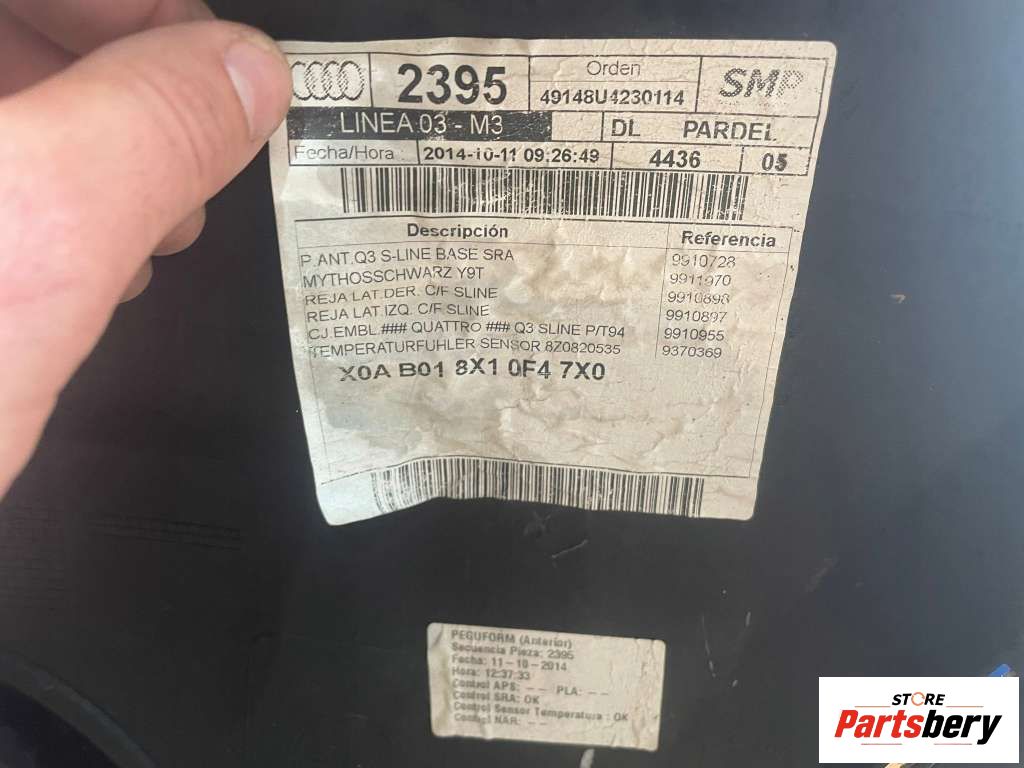 2395
Orden
49148U4230114
SMP
LINEA 03 - M3
DL PARDEL
Fecha/Hora : 2014-10-11 09:26:49
4436
05
Descripción Referencia
P.ANT.Q3 S-LINE BASE SRA 9910728
MYTHOSSCHWARZ Y9T 9911970
REJA LAT.DER. C/F SLINE 9910898
REJA LAT.IZQ. C/F SLINE 9910897
CJ.EMBL.### QUATTRO ### Q3 SLINE P/T94 9910955
TEMPERATURFUHLER SENSOR 8Z0820535 9370369
X0A B01 8X1 0F4 7X0
PEGUFORM (Anterior)
Secuencia Pieza: 2395
Fecha: 11-10-2014
Hora: 12:37:33
Control APS: -- PLA: --
Control SRA: OK
Control Sensor Temperatura : OK
Control NAR: --
STORE
Partsbery